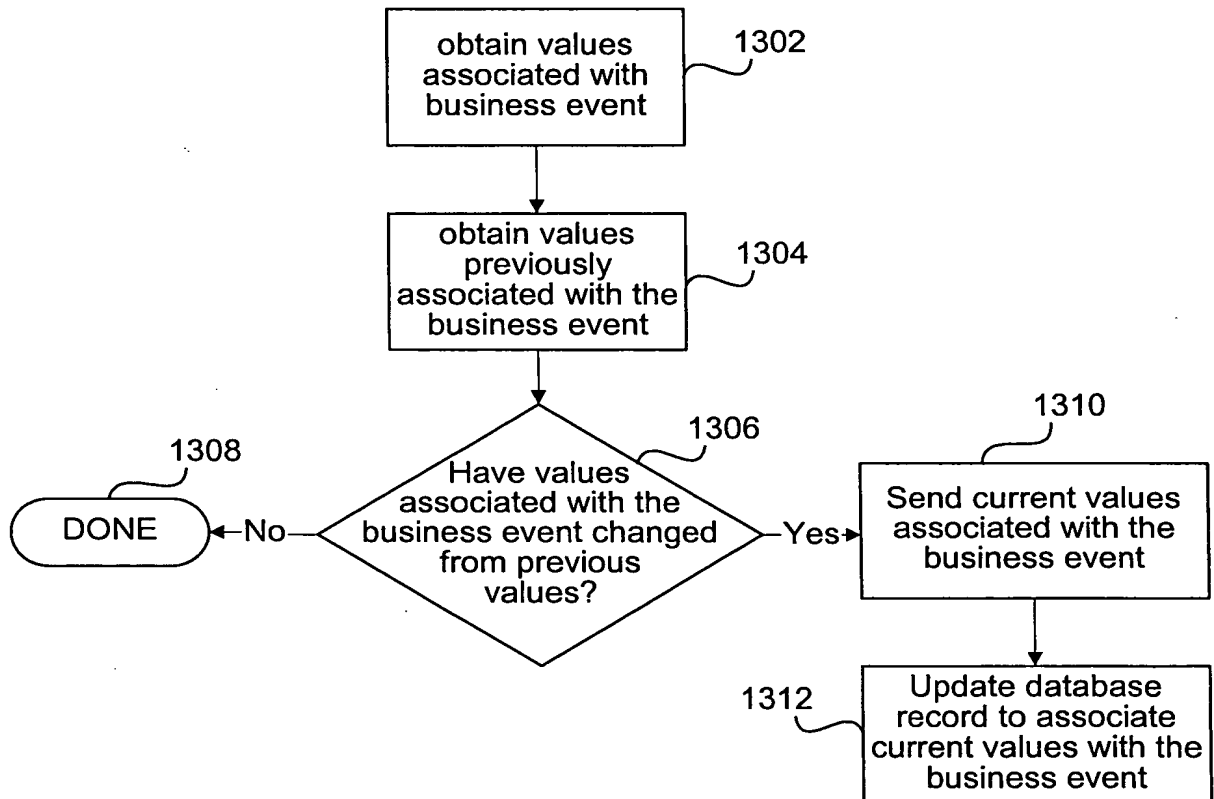 obtain values
associated with
business event
1302
obtain values
previously
associated with the
business event
1304
Have values
associated with the
business event changed
from previous
values?
1306
No
DONE
1308
Yes
Send current values
associated with the
business event
1310
Update database
record to associate
current values with the
business event
1312